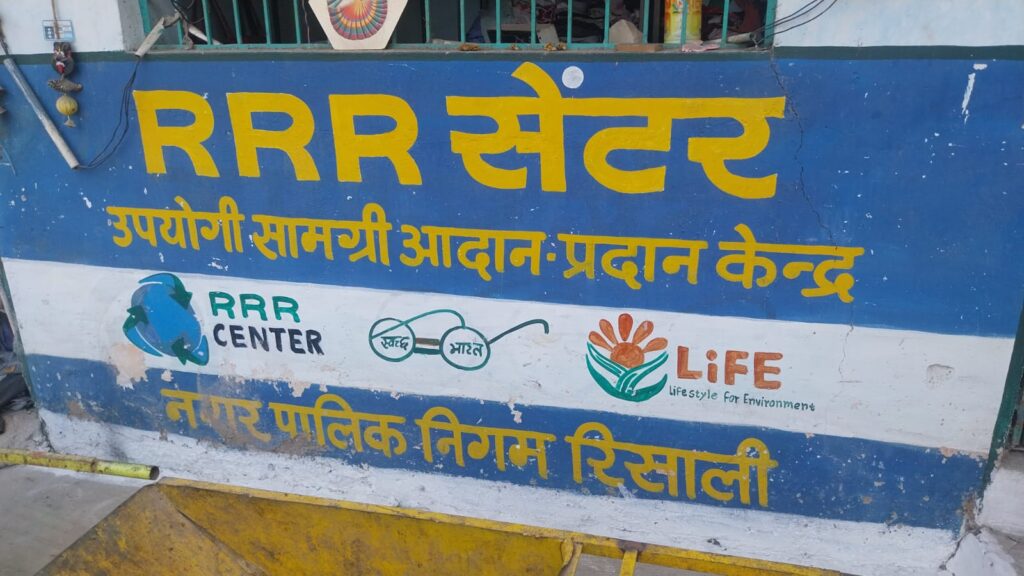 RRR सेंटर
उपयोगी सामग्री आदान-प्रदान केन्द्र
RRR
CENTER
स्वच्छ भारत
LiFE
Lifestyle for Environment
नगर पालिक निगम रिसाली